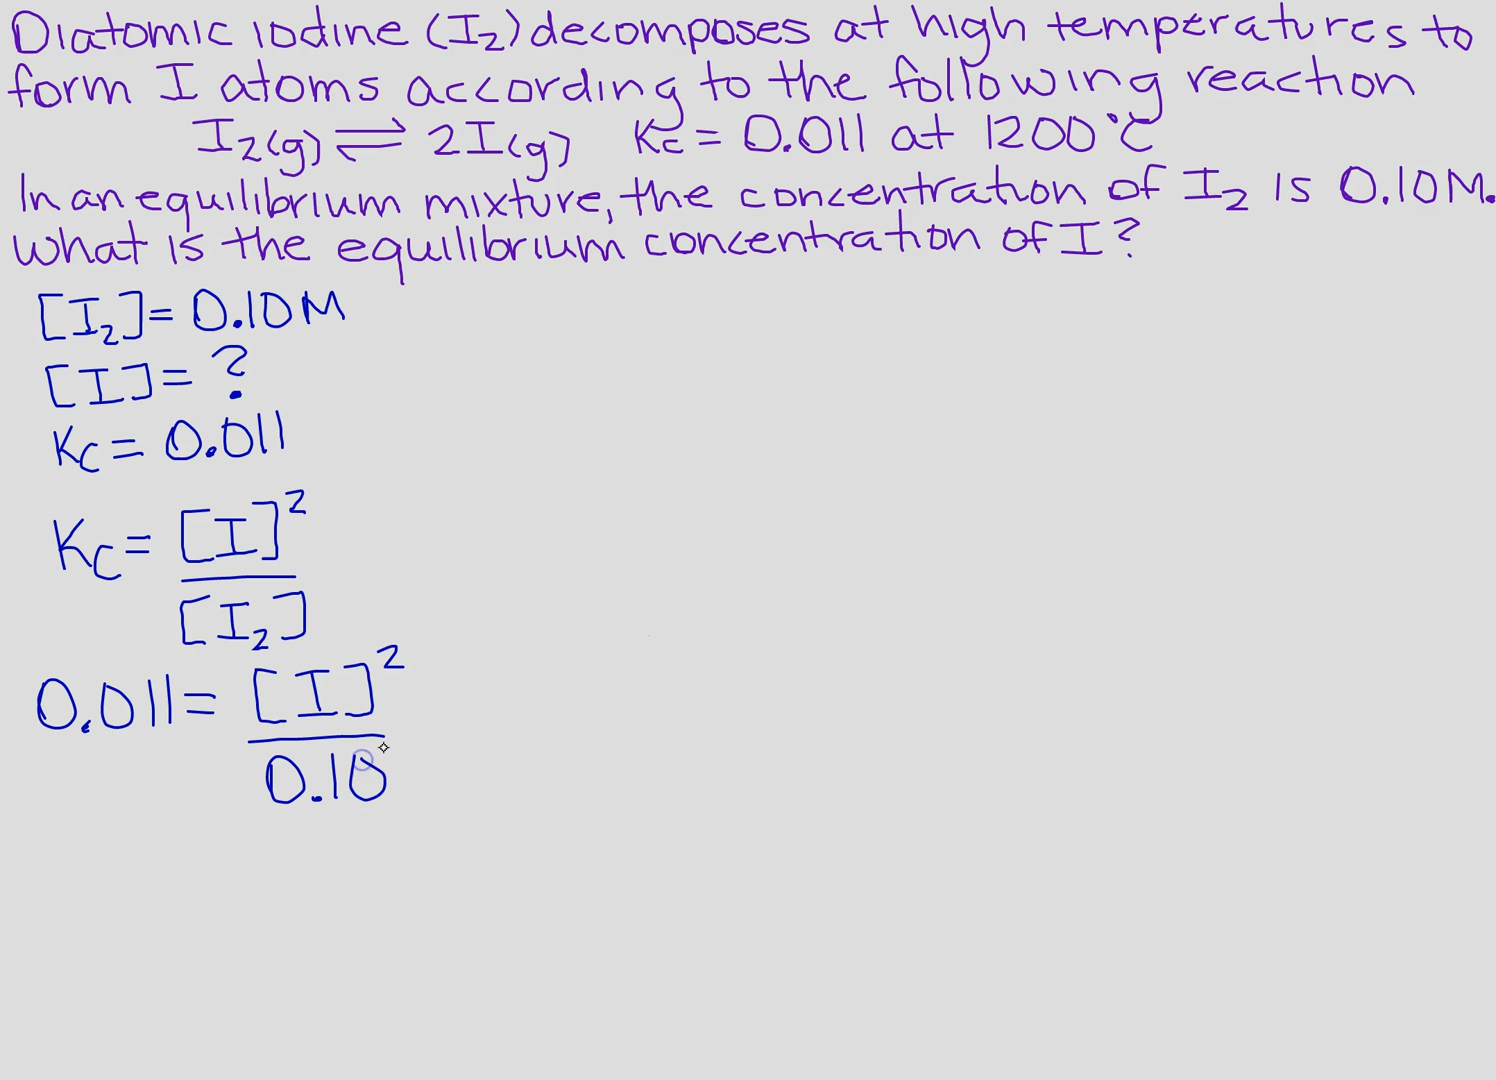 Diatomic iodine (I₂) decomposes at high temperatures to
form I atoms according to the following reaction
I₂(g) ⇌ 2I(g) Kc = 0.011 at 1200°C
In an equilibrium mixture, the concentration of I₂ is 0.10M.
What is the equilibrium concentration of I?
[I₂] = 0.10M
[I] = ?
Kc = 0.011
Kc = [I]² / [I₂]
0.011 = [I]² / 0.10